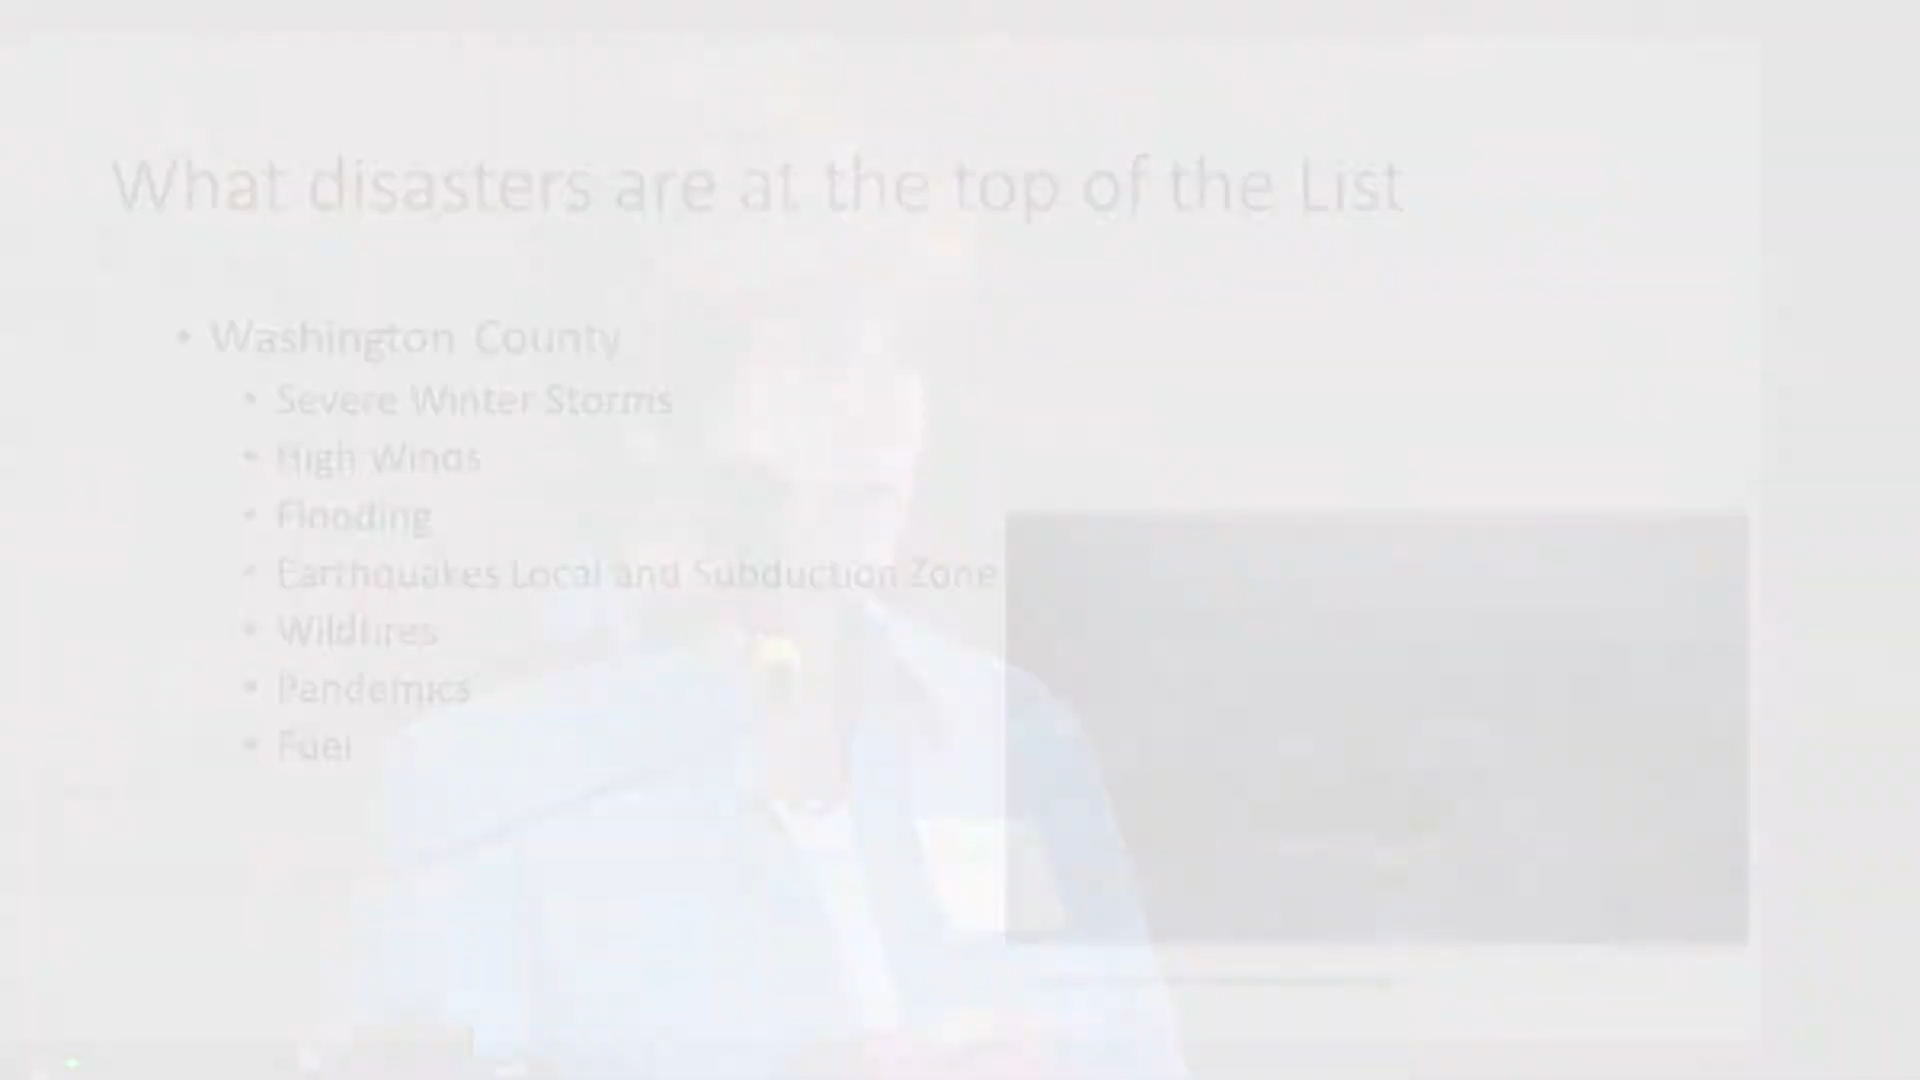 What disasters are at the top of the List
• Washington County
• Severe Winter Storms
• High Winds
• Flooding
• Earthquakes Local and Subduction Zone
• Wildfires
• Pandemics
• Fuel